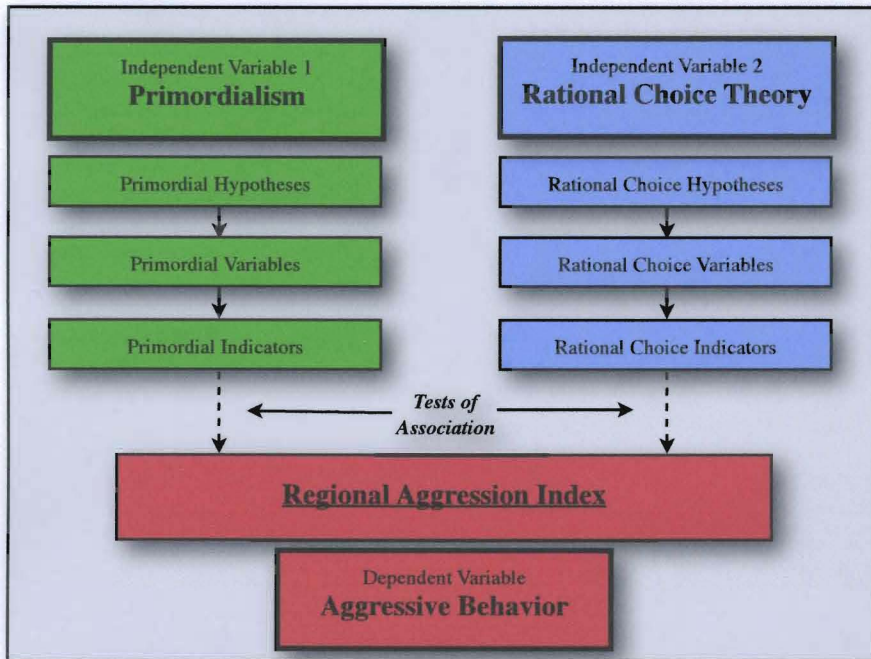 Independent Variable 1
Primordialism
Primordial Hypotheses
Primordial Variables
Primordial Indicators
Independent Variable 2
Rational Choice Theory
Rational Choice Hypotheses
Rational Choice Variables
Rational Choice Indicators
Tests of
Association
Regional Aggression Index
Dependent Variable
Aggressive Behavior